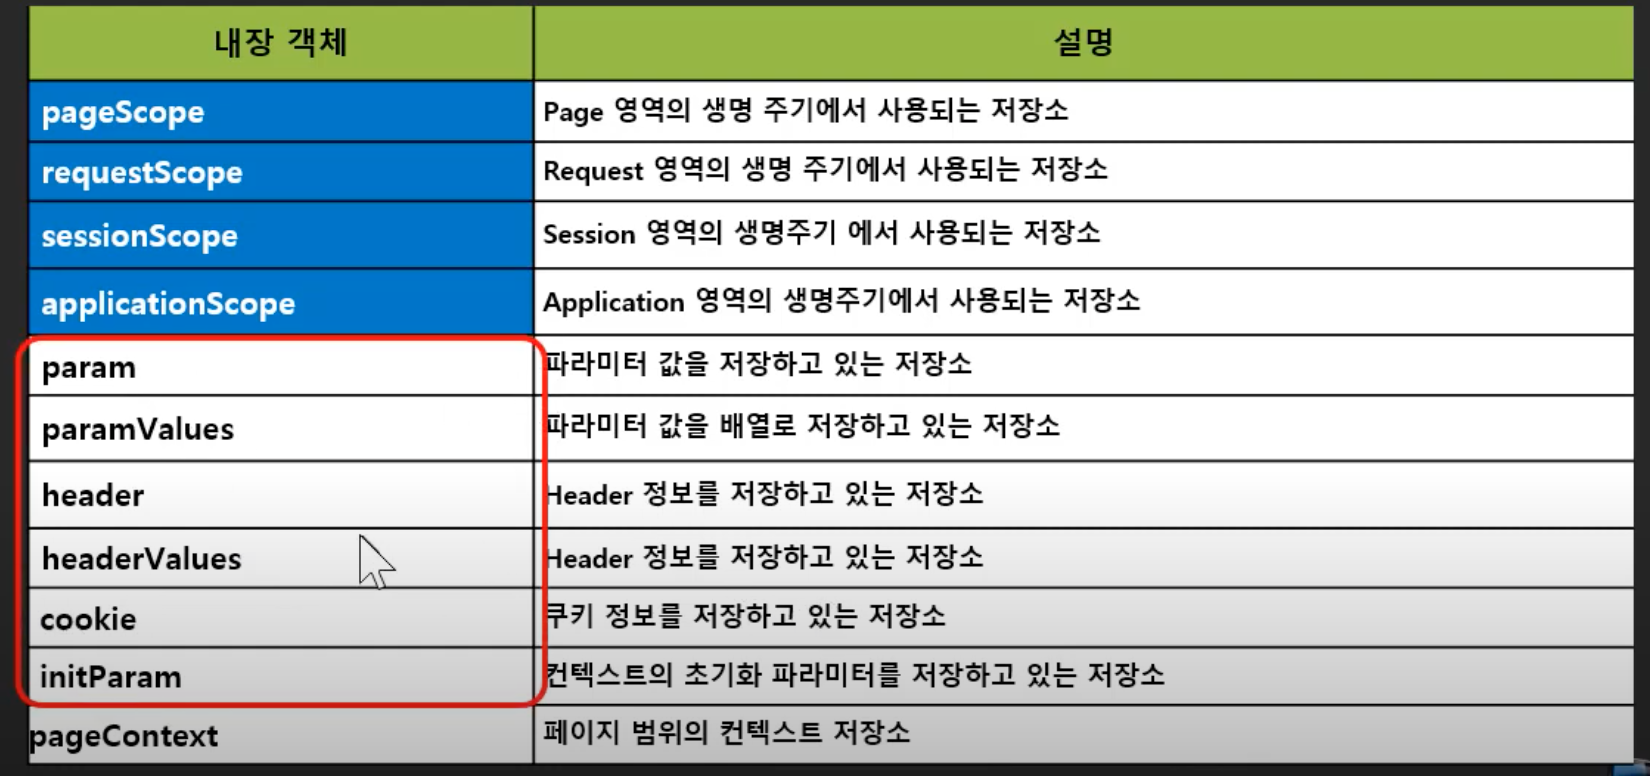 내장 객체 설명
pageScope Page 영역의 생명 주기에서 사용되는 저장소
requestScope Request 영역의 생명 주기에서 사용되는 저장소
sessionScope Session 영역의 생명주기 에서 사용되는 저장소
applicationScope Application 영역의 생명주기에서 사용되는 저장소
param 파라미터 값을 저장하고 있는 저장소
paramValues 파라미터 값을 배열로 저장하고 있는 저장소
header Header 정보를 저장하고 있는 저장소
headerValues Header 정보를 저장하고 있는 저장소
cookie 쿠키 정보를 저장하고 있는 저장소
initParam 컨텍스트의 초기화 파라미터를 저장하고 있는 저장소
pageContext 페이지 범위의 컨텍스트 저장소